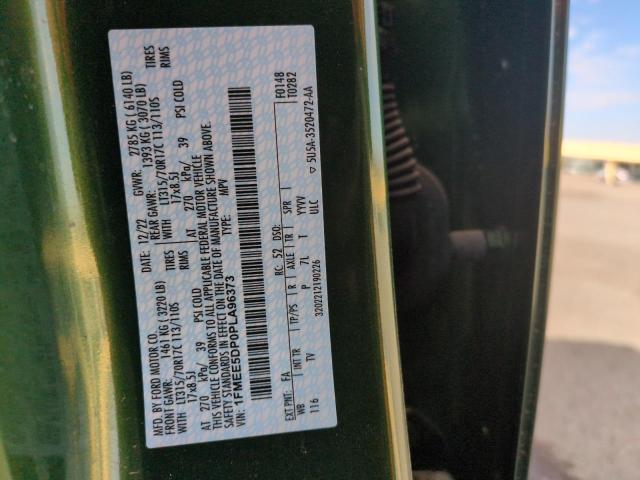 MFD. BY FORD MOTOR CO.
DATE: 12/22 GVWR: 2785 KG ( 6140 LB)
FRONT GAWR: 1461 KG ( 3220 LB) REAR GAWR: 1393 KG ( 3070 LB)
WITH LT315/70R17C 113/110S TIRES WITH LT315/70R17C 113/110S TIRES
17x8.5J RIMS 17x8.5J RIMS
AT 270 kPa/ 39 PSI COLD AT 270 kPa/ 39 PSI COLD
THIS VEHICLE CONFORMS TO ALL APPLICABLE FEDERAL MOTOR VEHICLE
SAFETY STANDARDS IN EFFECT ON THE DATE OF MANUFACTURE SHOWN ABOVE.
VIN: 1FMEE5DP0PLA96373 TYPE: MPV
F0148
T0282
EXT PNT: FA RC: 52 DSO:
WB INT TR TP/PS R AXLE TR SPR
116 TV P 7L T YYVV
ULC
3202212190226
▽ 5U5A-3520472-AA